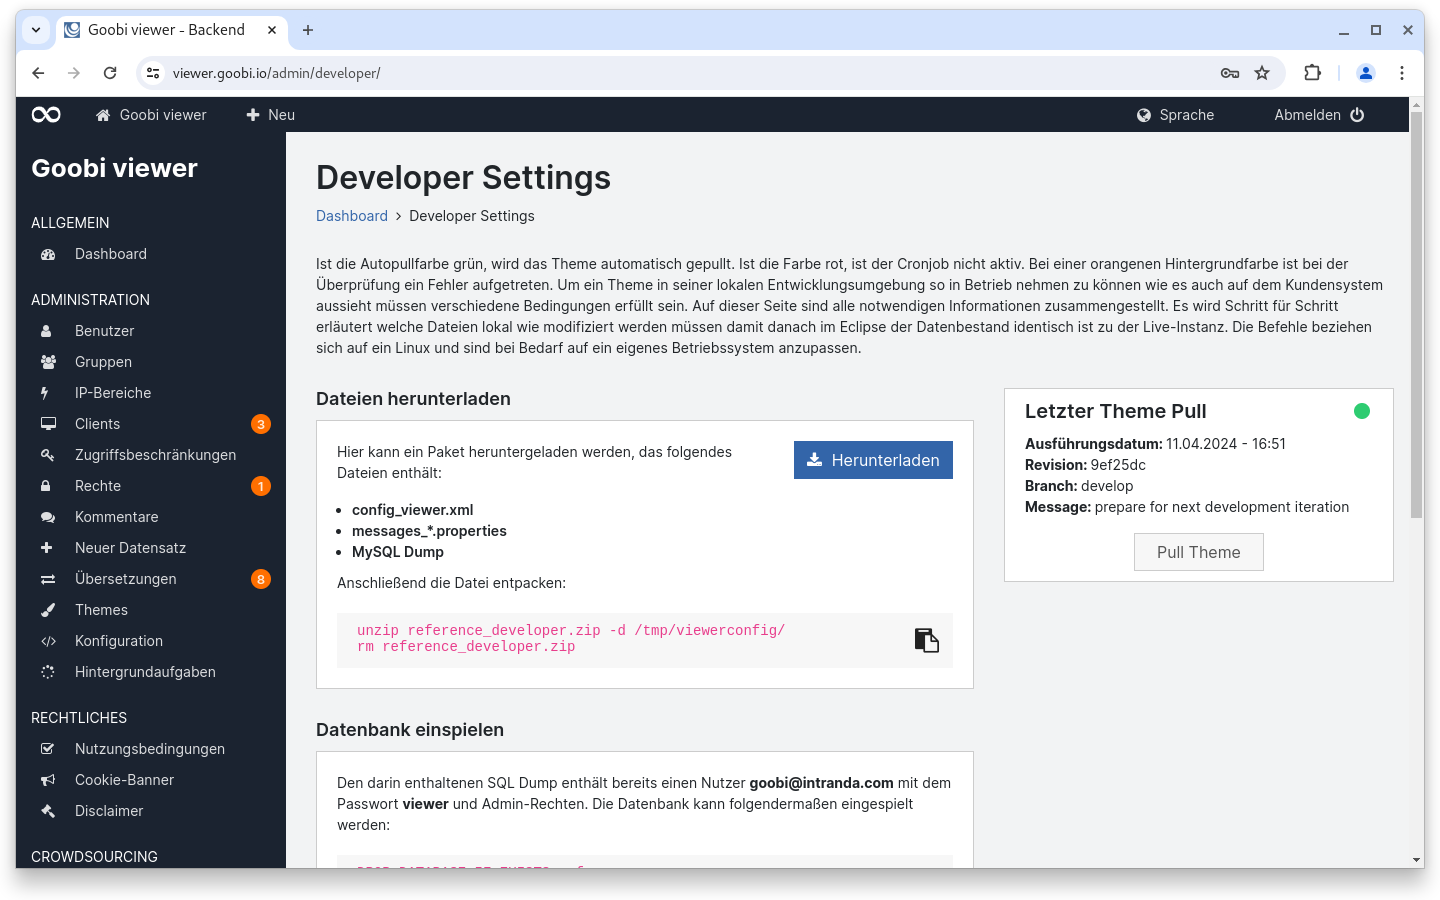 Goobi viewer - Backend
viewer.goobi.io/admin/developer/
Goobi viewer
Neu
Sprache
Abmelden
Goobi viewer
ALLGEMEIN
Dashboard
ADMINISTRATION
Benutzer
Gruppen
IP-Bereiche
Clients 3
Zugriffsbeschränkungen
Rechte 1
Kommentare
Neuer Datensatz
Übersetzungen 8
Themes
Konfiguration
Hintergrundaufgaben
RECHTLICHES
Nutzungsbedingungen
Cookie-Banner
Disclaimer
CROWDSOURCING
Developer Settings
Dashboard > Developer Settings
Ist die Autopullfarbe grün, wird das Theme automatisch gepullt. Ist die Farbe rot, ist der Cronjob nicht aktiv. Bei einer orangenen Hintergrundfarbe ist bei der
Überprüfung ein Fehler aufgetreten. Um ein Theme in seiner lokalen Entwicklungsumgebung so in Betrieb nehmen zu können wie es auch auf dem Kundensystem
aussieht müssen verschiedene Bedingungen erfüllt sein. Auf dieser Seite sind alle notwendigen Informationen zusammengestellt. Es wird Schritt für Schritt
erläutert welche Dateien lokal wie modifiziert werden müssen damit danach im Eclipse der Datenbestand identisch ist zu der Live-Instanz. Die Befehle beziehen
sich auf ein Linux und sind bei Bedarf auf ein eigenes Betriebssystem anzupassen.
Dateien herunterladen
Hier kann ein Paket heruntergeladen werden, das folgendes
Dateien enthält:
Herunterladen
• config_viewer.xml
• messages_*.properties
• MySQL Dump
Anschließend die Datei entpacken:
unzip reference_developer.zip -d /tmp/viewerconfig/
rm reference_developer.zip
Datenbank einspielen
Den darin enthaltenen SQL Dump enthält bereits einen Nutzer goobi@intranda.com mit dem
Passwort viewer und Admin-Rechten. Die Datenbank kann folgendermaßen eingespielt
werden:
Letzter Theme Pull
Ausführungsdatum: 11.04.2024 - 16:51
Revision: 9ef25dc
Branch: develop
Message: prepare for next development iteration
Pull Theme